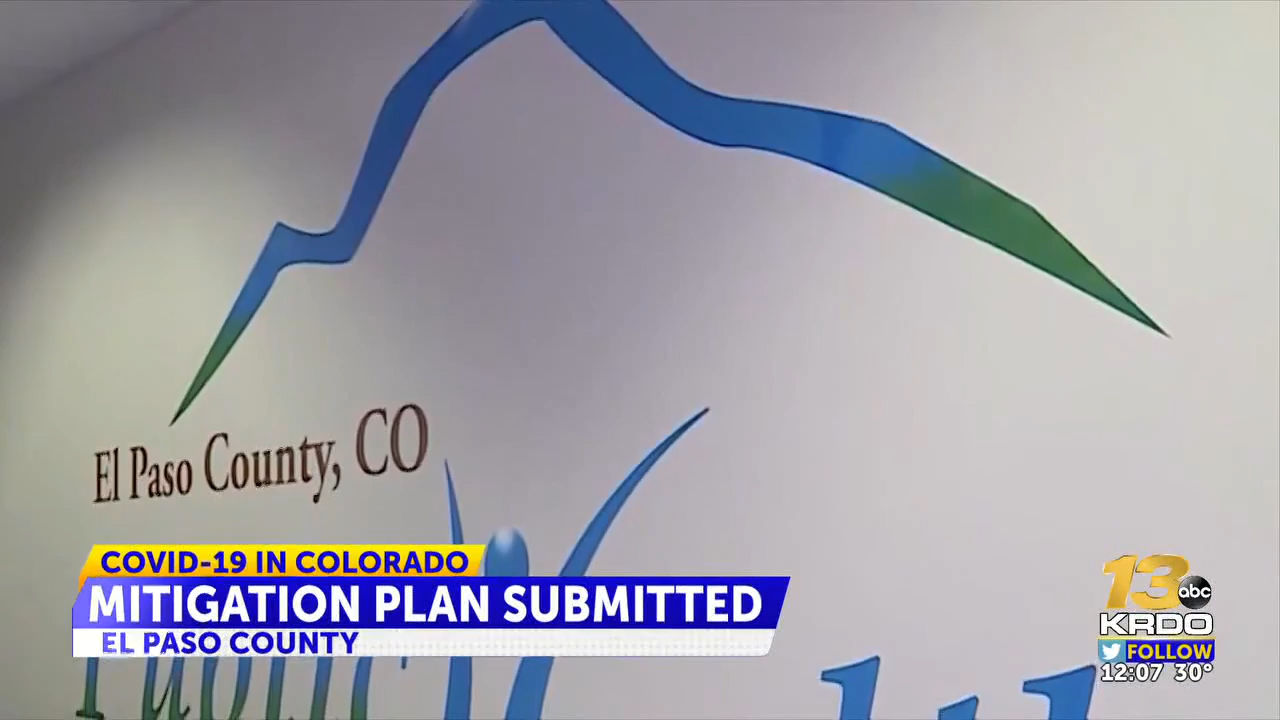 El Paso County, CO
COVID-19 IN COLORADO
MITIGATION PLAN SUBMITTED
EL PASO COUNTY
Public
13 abc
KRDO
FOLLOW
12:07 30°